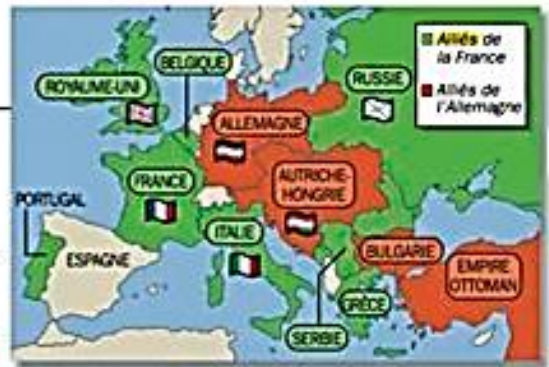 Alliés de
la France
Alliés de
l'Allemagne
BELGIQUE
ROYAUME-UNI
RUSSIE
ALLEMAGNE
FRANCE
AUTRICHE-
HONGRIE
PORTUGAL
ITALIE
ESPAGNE
BULGARIE
EMPIRE
OTTOMAN
GRÈCE
SERBIE